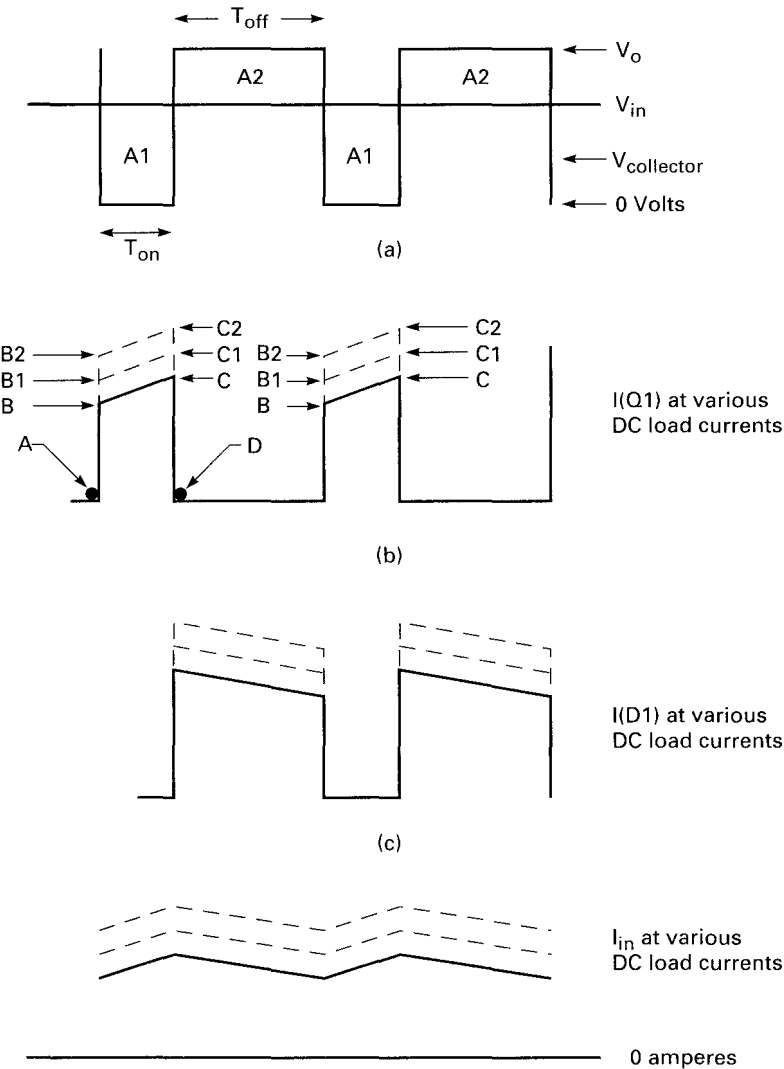 T_off
V_o
A2 A2
V_in
A1 A1
V_collector
0 Volts
T_on
(a)
C2 C2
B2 B2
C1 C1
B1 B1
C C
B B
I(Q1) at various
DC load currents
A D
(b)
I(D1) at various
DC load currents
(c)
I_in at various
DC load currents
0 amperes